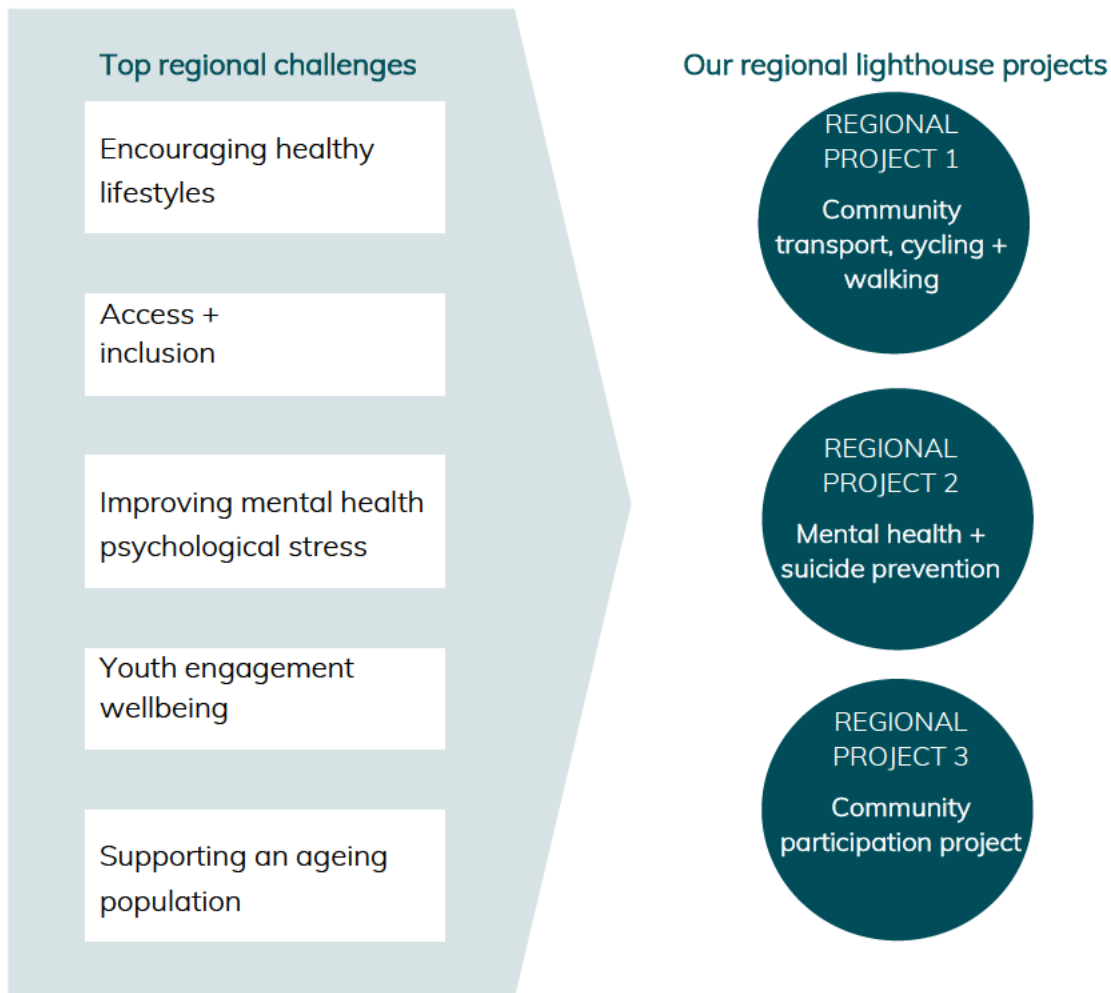 Top regional challenges
Encouraging healthy
lifestyles
Access +
inclusion
Improving mental health
psychological stress
Youth engagement
wellbeing
Supporting an ageing
population
Our regional lighthouse projects
REGIONAL
PROJECT 1
Community
transport, cycling +
walking
REGIONAL
PROJECT 2
Mental health +
suicide prevention
REGIONAL
PROJECT 3
Community
participation project